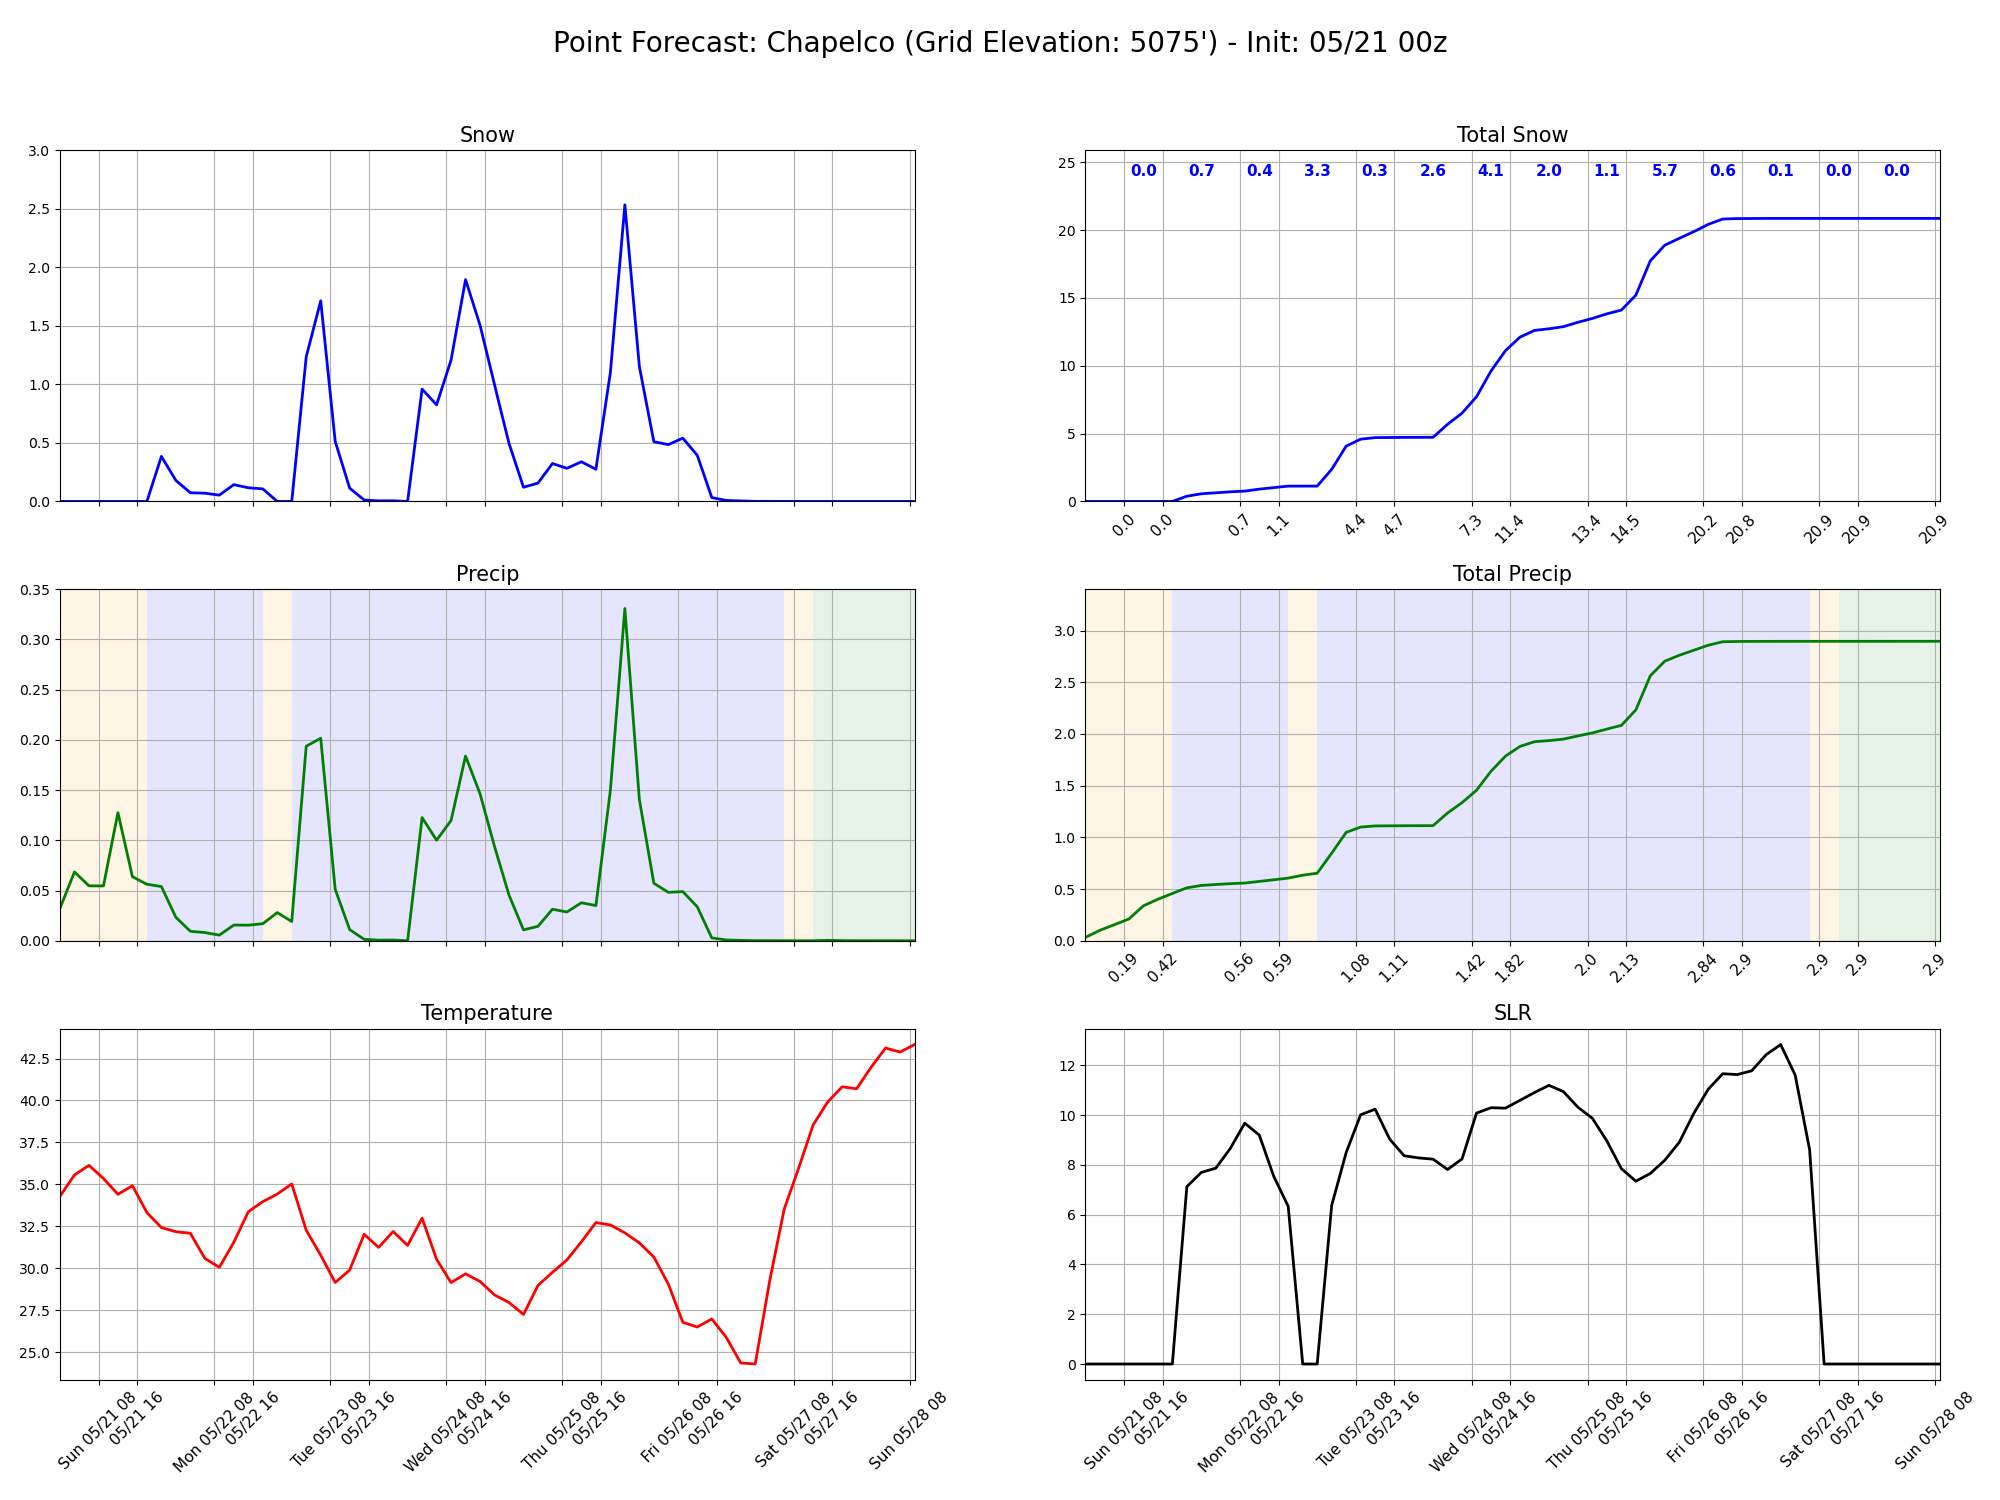 Point Forecast: Chapelco (Grid Elevation: 5075') - Init: 05/21 00z
Snow
3.0
2.5
2.0
1.5
1.0
0.5
0.0
Total Snow
0.0 0.7 0.4 3.3 0.3 2.6 4.1 2.0 1.1 5.7 0.6 0.1 0.0 0.0
25
20
15
10
5
0
0.0 0.0 0.7 1.1 4.4 4.7 7.3 11.4 13.4 14.5 20.2 20.8 20.9 20.9 20.9
Precip
0.35
0.30
0.25
0.20
0.15
0.10
0.05
0.00
Total Precip
3.0
2.5
2.0
1.5
1.0
0.5
0.0
0.19 0.42 0.56 0.59 1.08 1.11 1.42 1.82 2.0 2.13 2.84 2.9 2.9 2.9 2.9
Temperature
42.5
40.0
37.5
35.0
32.5
30.0
27.5
25.0
Sun 05/21 08
05/21 16
Mon 05/22 08
05/22 16
Tue 05/23 08
05/23 16
Wed 05/24 08
05/24 16
Thu 05/25 08
05/25 16
Fri 05/26 08
05/26 16
Sat 05/27 08
05/27 16
Sun 05/28 08
SLR
12
10
8
6
4
2
0
Sun 05/21 08
05/21 16
Mon 05/22 08
05/22 16
Tue 05/23 08
05/23 16
Wed 05/24 08
05/24 16
Thu 05/25 08
05/25 16
Fri 05/26 08
05/26 16
Sat 05/27 08
05/27 16
Sun 05/28 08